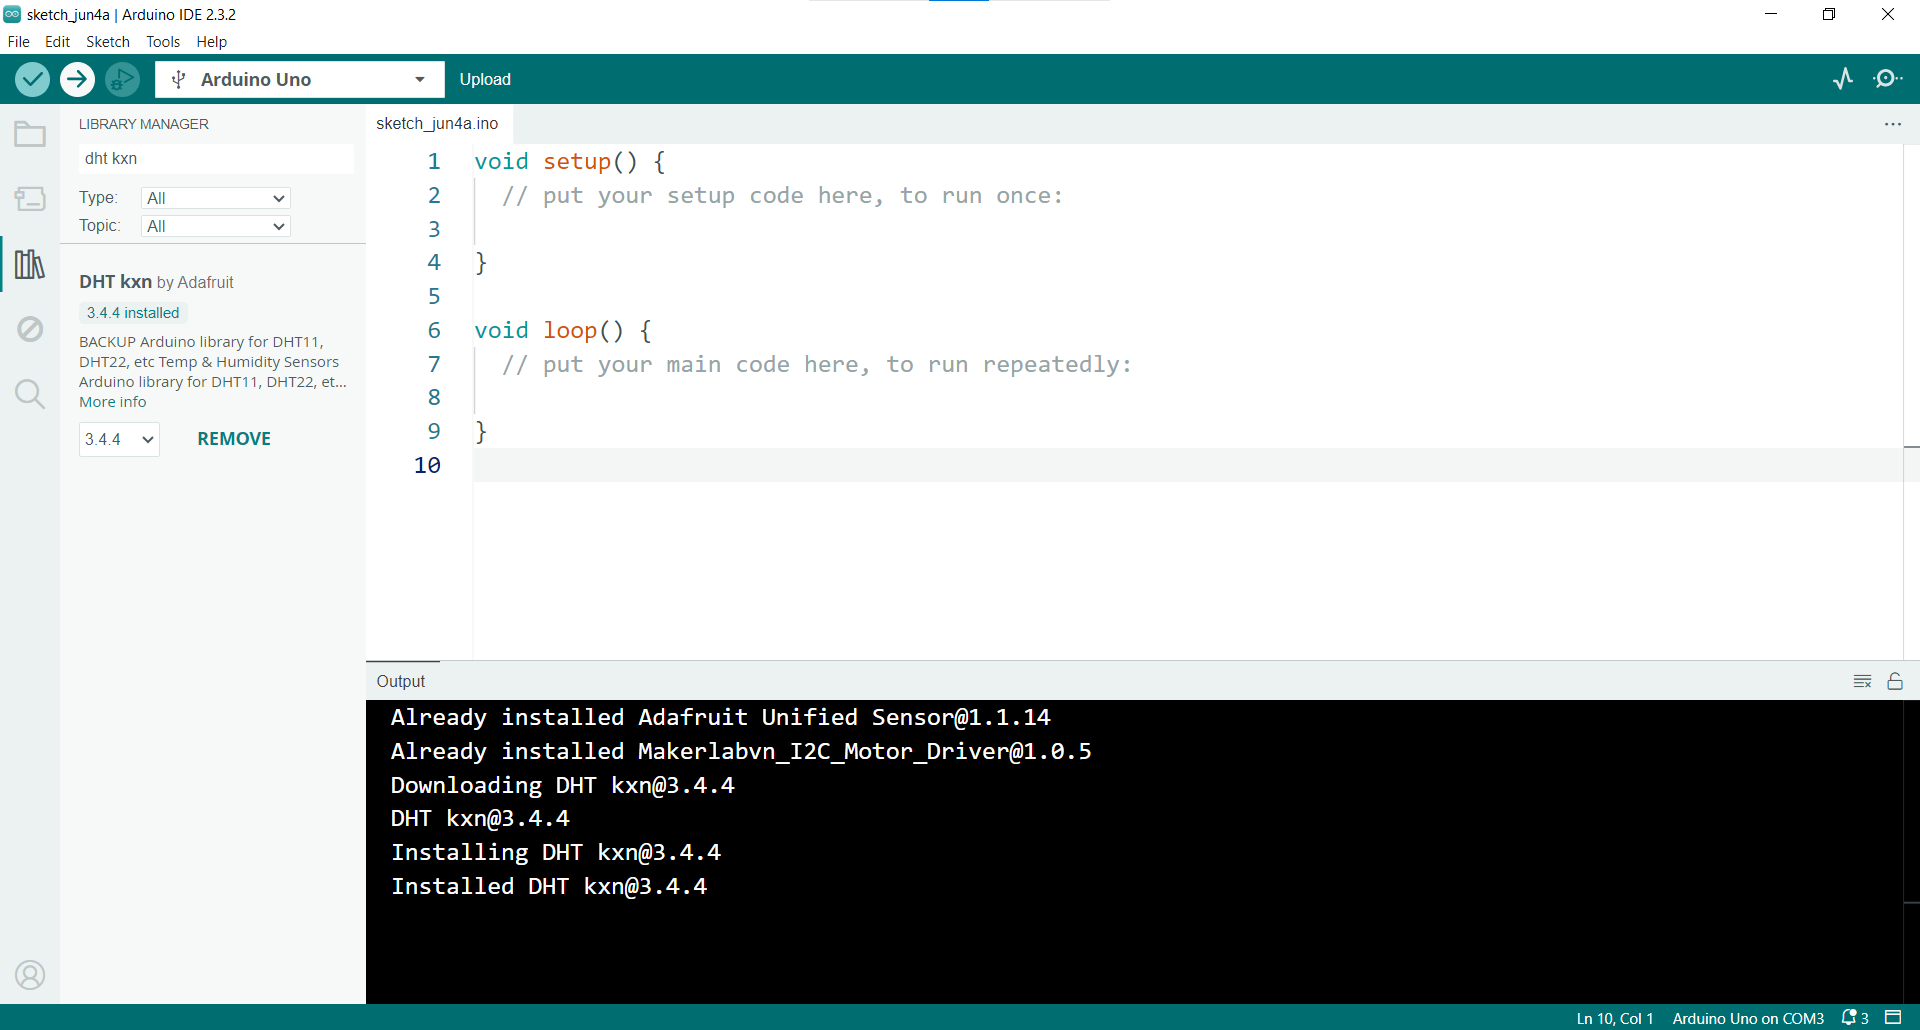 sketch_jun4a | Arduino IDE 2.3.2
File Edit Sketch Tools Help
Arduino Uno
Upload
LIBRARY MANAGER
dht kxn
Type: All
Topic: All
DHT kxn by Adafruit
3.4.4 installed
BACKUP Arduino library for DHT11,
DHT22, etc Temp & Humidity Sensors
Arduino library for DHT11, DHT22, et...
More info
3.4.4 REMOVE
sketch_jun4a.ino
1 void setup() {
2 // put your setup code here, to run once:
3
4 }
5
6 void loop() {
7 // put your main code here, to run repeatedly:
8
9 }
10
Output
Already installed Adafruit Unified Sensor@1.1.14
Already installed Makerlabvn_I2C_Motor_Driver@1.0.5
Downloading DHT kxn@3.4.4
DHT kxn@3.4.4
Installing DHT kxn@3.4.4
Installed DHT kxn@3.4.4
Ln 10, Col 1 Arduino Uno on COM3 3